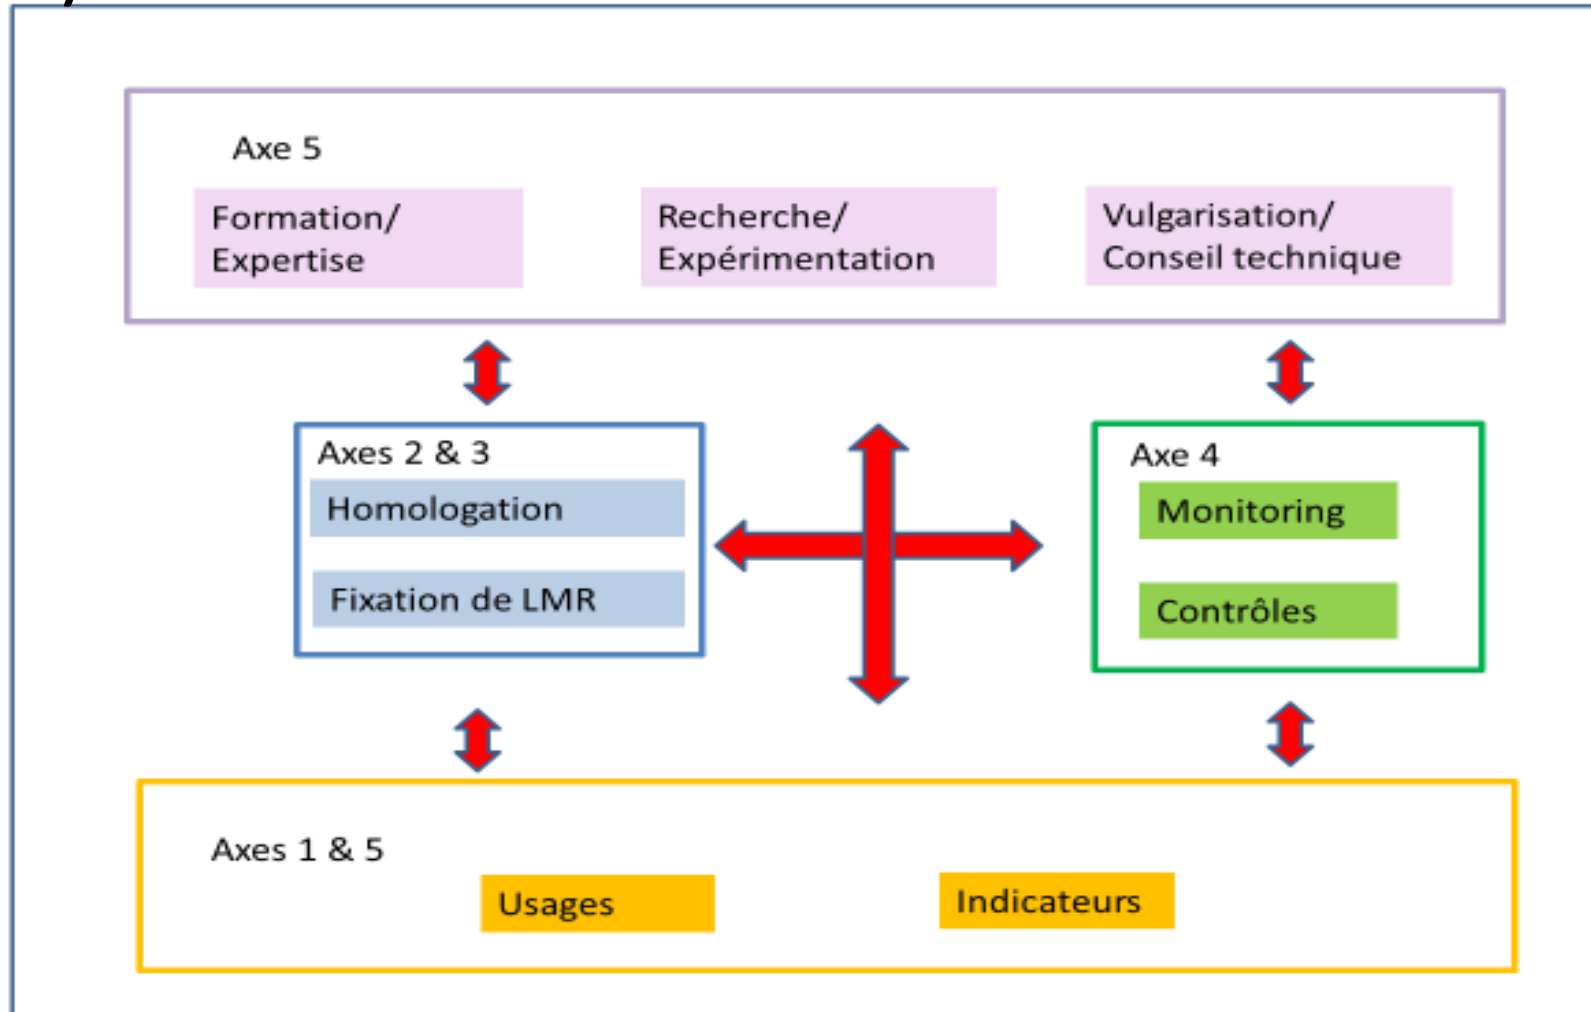 Axe 5
Formation/
Expertise
Recherche/
Expérimentation
Vulgarisation/
Conseil technique
Axes 2 & 3
Homologation
Fixation de LMR
Axe 4
Monitoring
Contrôles
Axes 1 & 5
Usages
Indicateurs